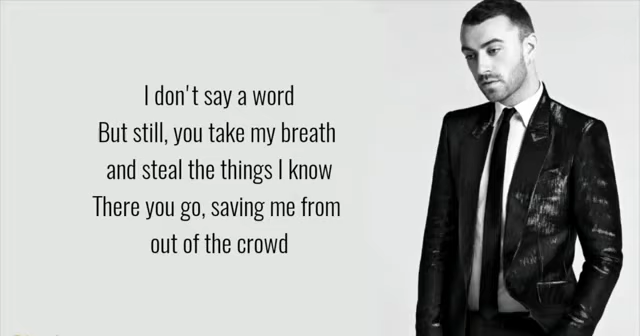 I don't say a word
But still, you take my breath
and steal the things I know
There you go, saving me from
out of the crowd